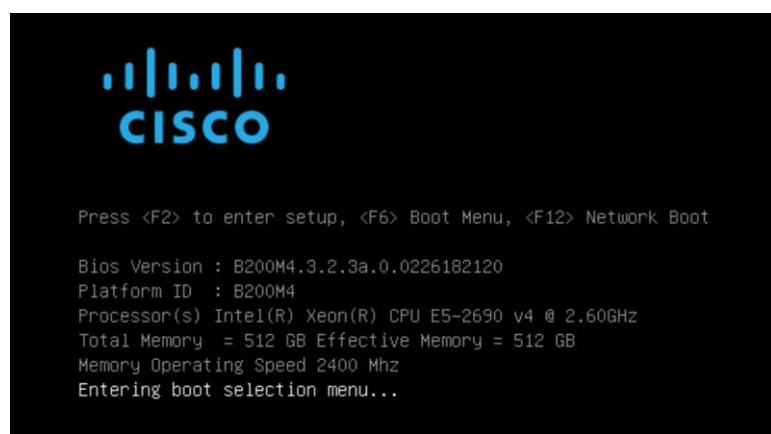 CISCO
Press <F2> to enter setup, <F6> Boot Menu, <F12> Network Boot
Bios Version : B200M4.3.2.3a.0.0226182120
Platform ID : B200M4
Processor(s) Intel(R) Xeon(R) CPU E5-2690 v4 @ 2.60GHz
Total Memory = 512 GB Effective Memory = 512 GB
Memory Operating Speed 2400 Mhz
Entering boot selection menu...